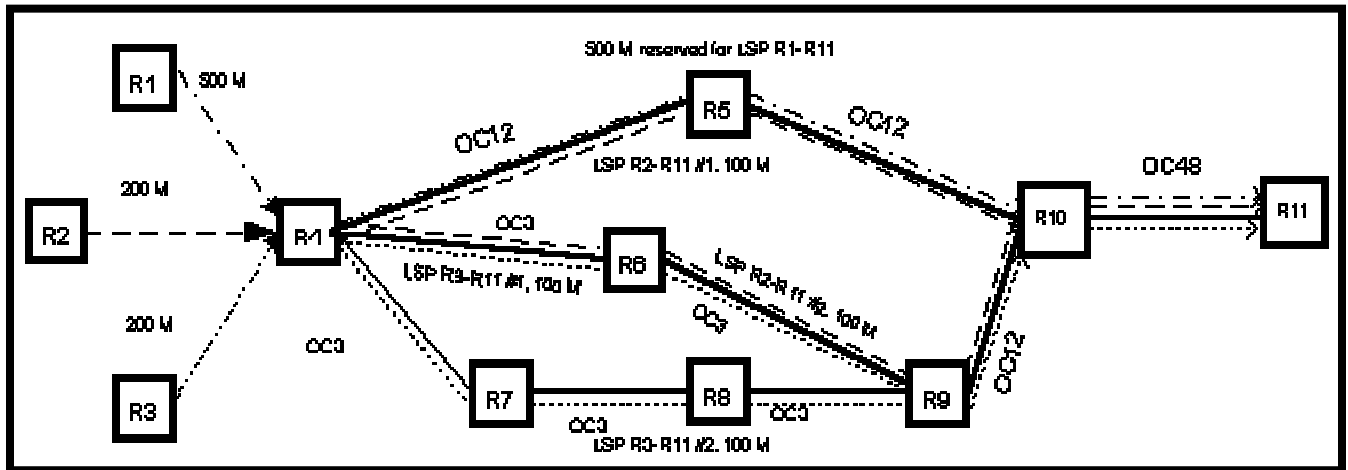 500 M reserved for LSP R1-R11
R1
500 M
R5
OC12
OC12
LSP R2-R11 #1. 100 M
OC48
200 M
R2
R4
R10
R11
OC3
R6
LSP R3-R11 #1, 100 M
LSP R2-R11 #2. 100 M
OC3
200 M
OC3
OC12
R3
R7
R8
R9
OC3
OC3
LSP R3-R11 #2. 100 M